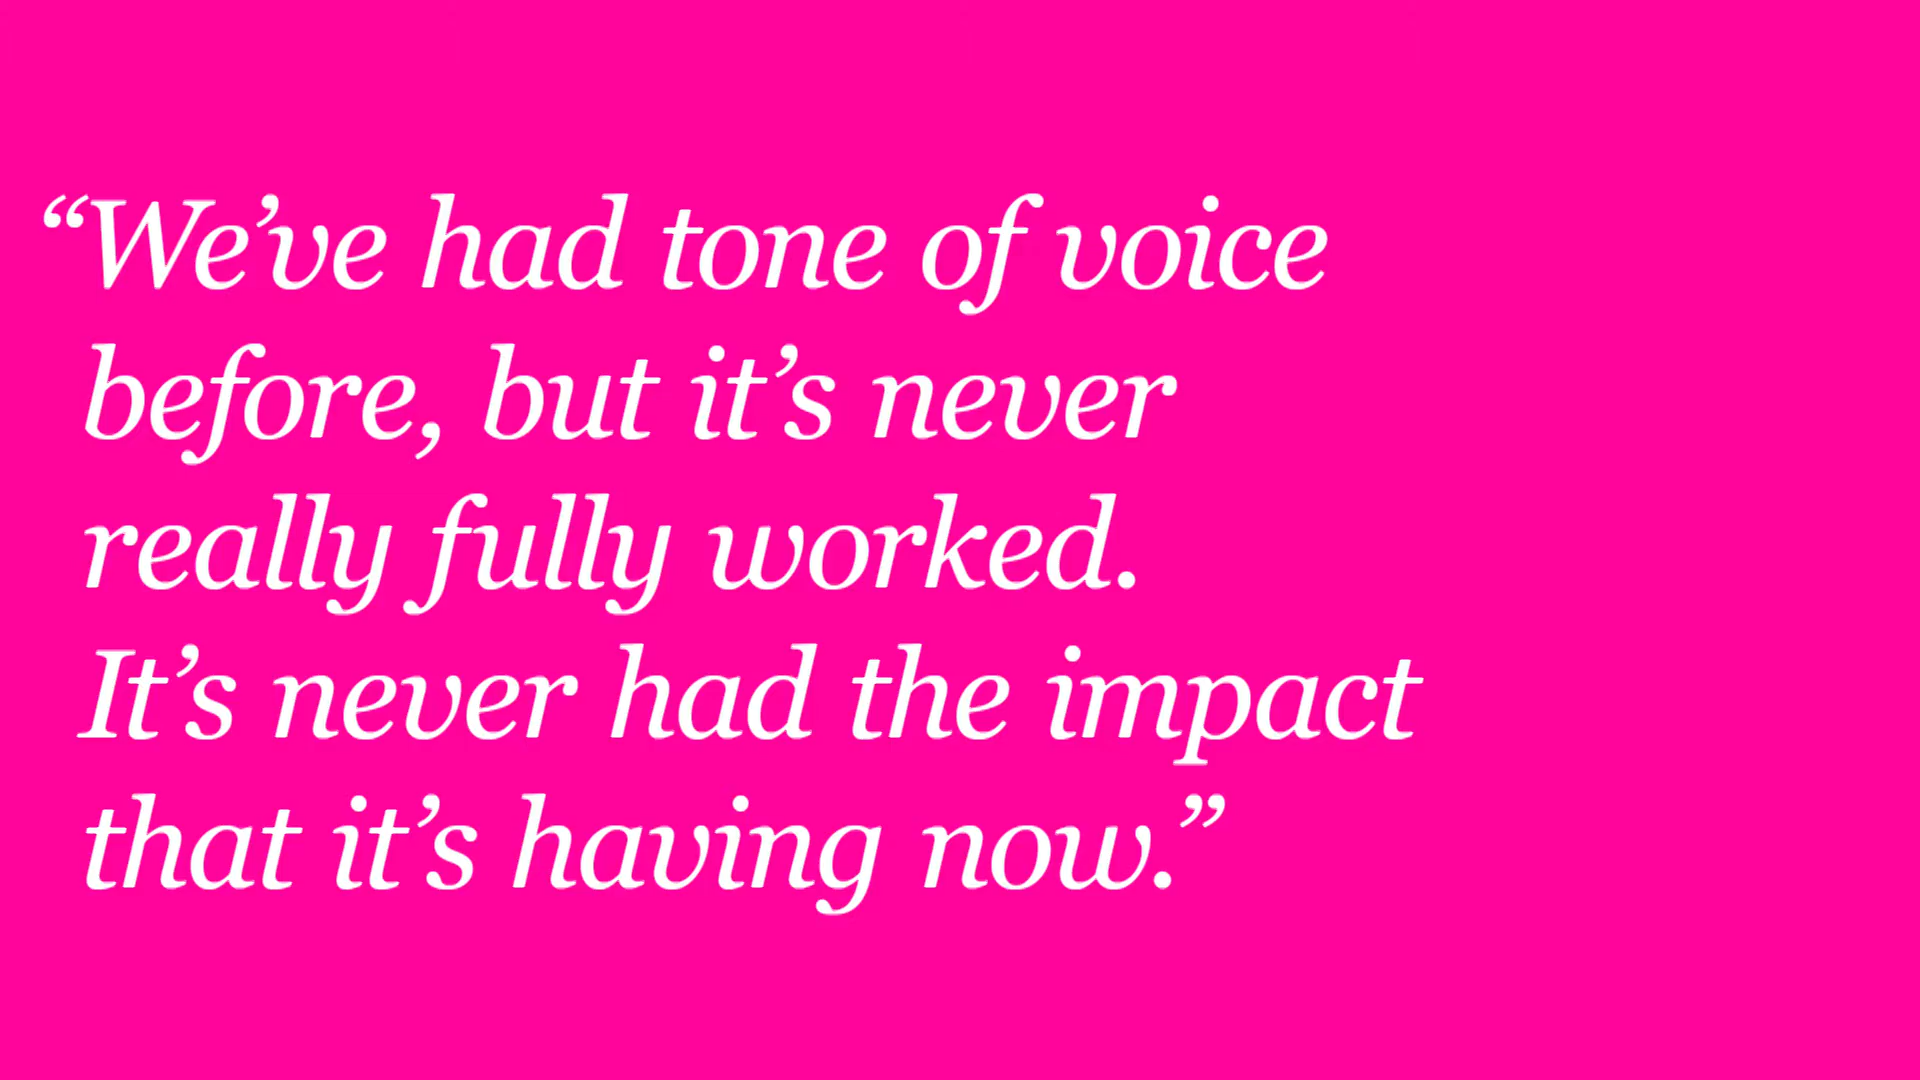 “We’ve had tone of voice
before, but it’s never
really fully worked.
It’s never had the impact
that it’s having now.”